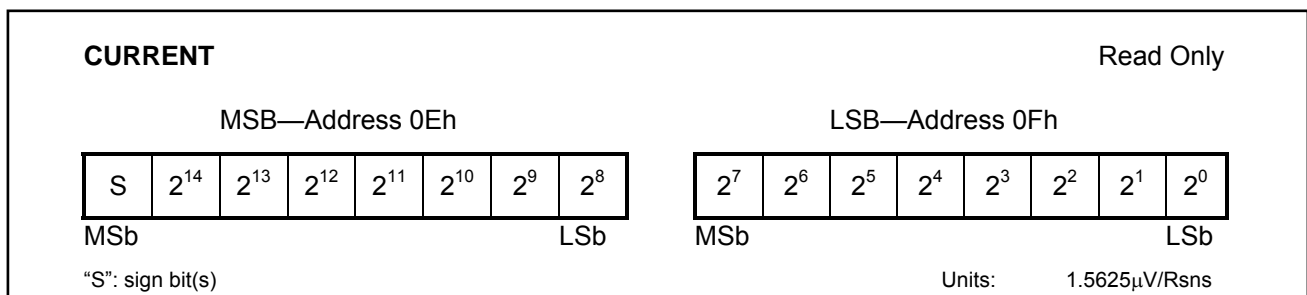 CURRENT Read Only
MSB—Address 0Eh LSB—Address 0Fh
S 2^14 2^13 2^12 2^11 2^10 2^9 2^8 2^7 2^6 2^5 2^4 2^3 2^2 2^1 2^0
MSb LSb MSb LSb
“S”: sign bit(s) Units: 1.5625μV/Rsns